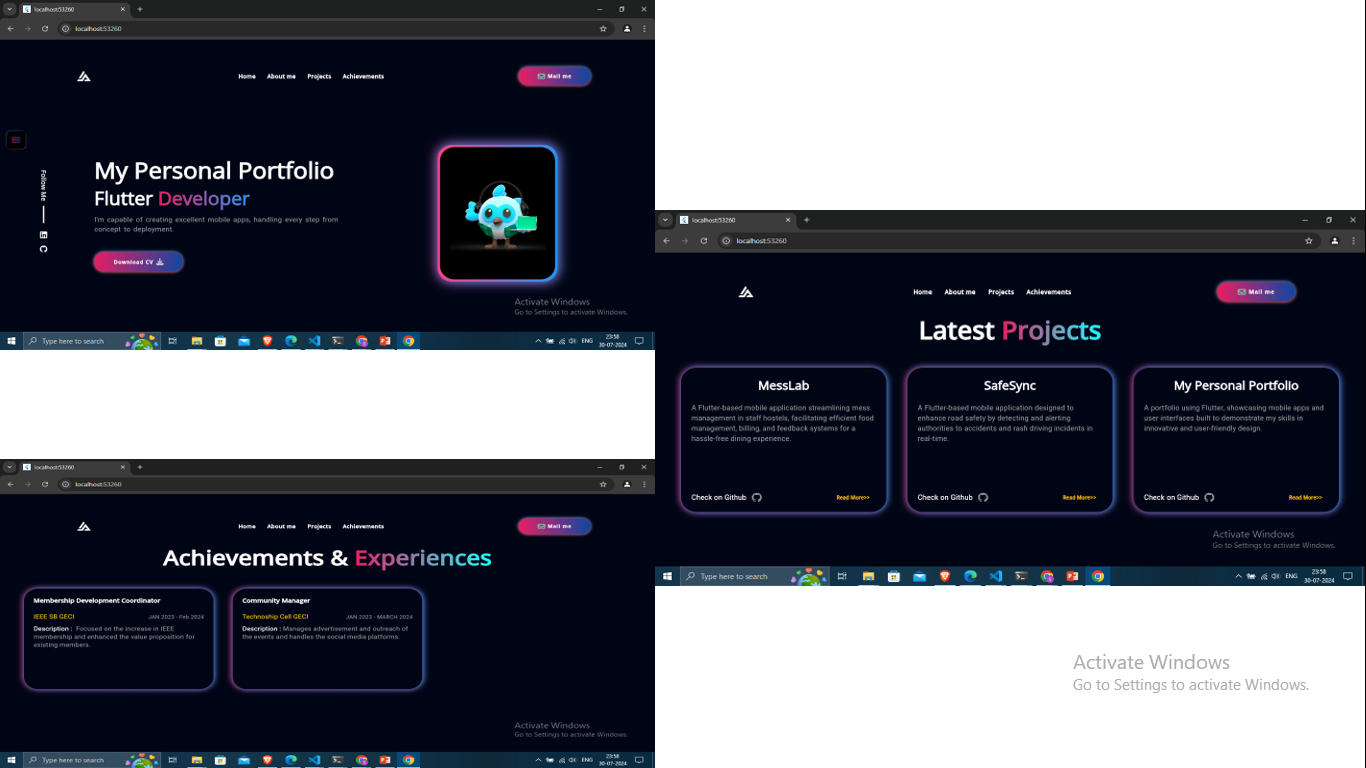 localhost:53260
localhost:53260
Home About me Projects Achievements
Mail me
Follow Me
My Personal Portfolio
Flutter Developer
I'm capable of creating excellent mobile apps, handling every step from
concept to deployment.
Download CV
Activate Windows
Go to Settings to activate Windows.
Type here to search
ENG
23:58
30-07-2024
localhost:53260
localhost:53260
Home About me Projects Achievements
Mail me
Latest Projects
MessLab
A Flutter-based mobile application streamlining mess
management in staff hostels, facilitating efficient food
management, billing, and feedback systems for a
hassle-free dining experience.
Check on Github
Read More>>
SafeSync
A Flutter-based mobile application designed to
enhance road safety by detecting and alerting
authorities to accidents and rash driving incidents in
real-time.
Check on Github
Read More>>
My Personal Portfolio
A portfolio using Flutter, showcasing mobile apps and
user interfaces built to demonstrate my skills in
innovative and user-friendly design.
Check on Github
Read More>>
Activate Windows
Go to Settings to activate Windows.
Type here to search
ENG
23:58
30-07-2024
localhost:53260
localhost:53260
Home About me Projects Achievements
Mail me
Achievements & Experiences
Membership Development Coordinator
IEEE SB GECI
JAN 2023 - Feb 2024
Description : Focused on the increase in IEEE
membership and enhanced the value proposition for
existing members.
Community Manager
Technoship Cell GECI
JAN 2023 - MARCH 2024
Description : Manages advertisement and outreach of
the events and handles the social media platforms.
Activate Windows
Go to Settings to activate Windows.
Type here to search
ENG
23:58
30-07-2024
Activate Windows
Go to Settings to activate Windows.